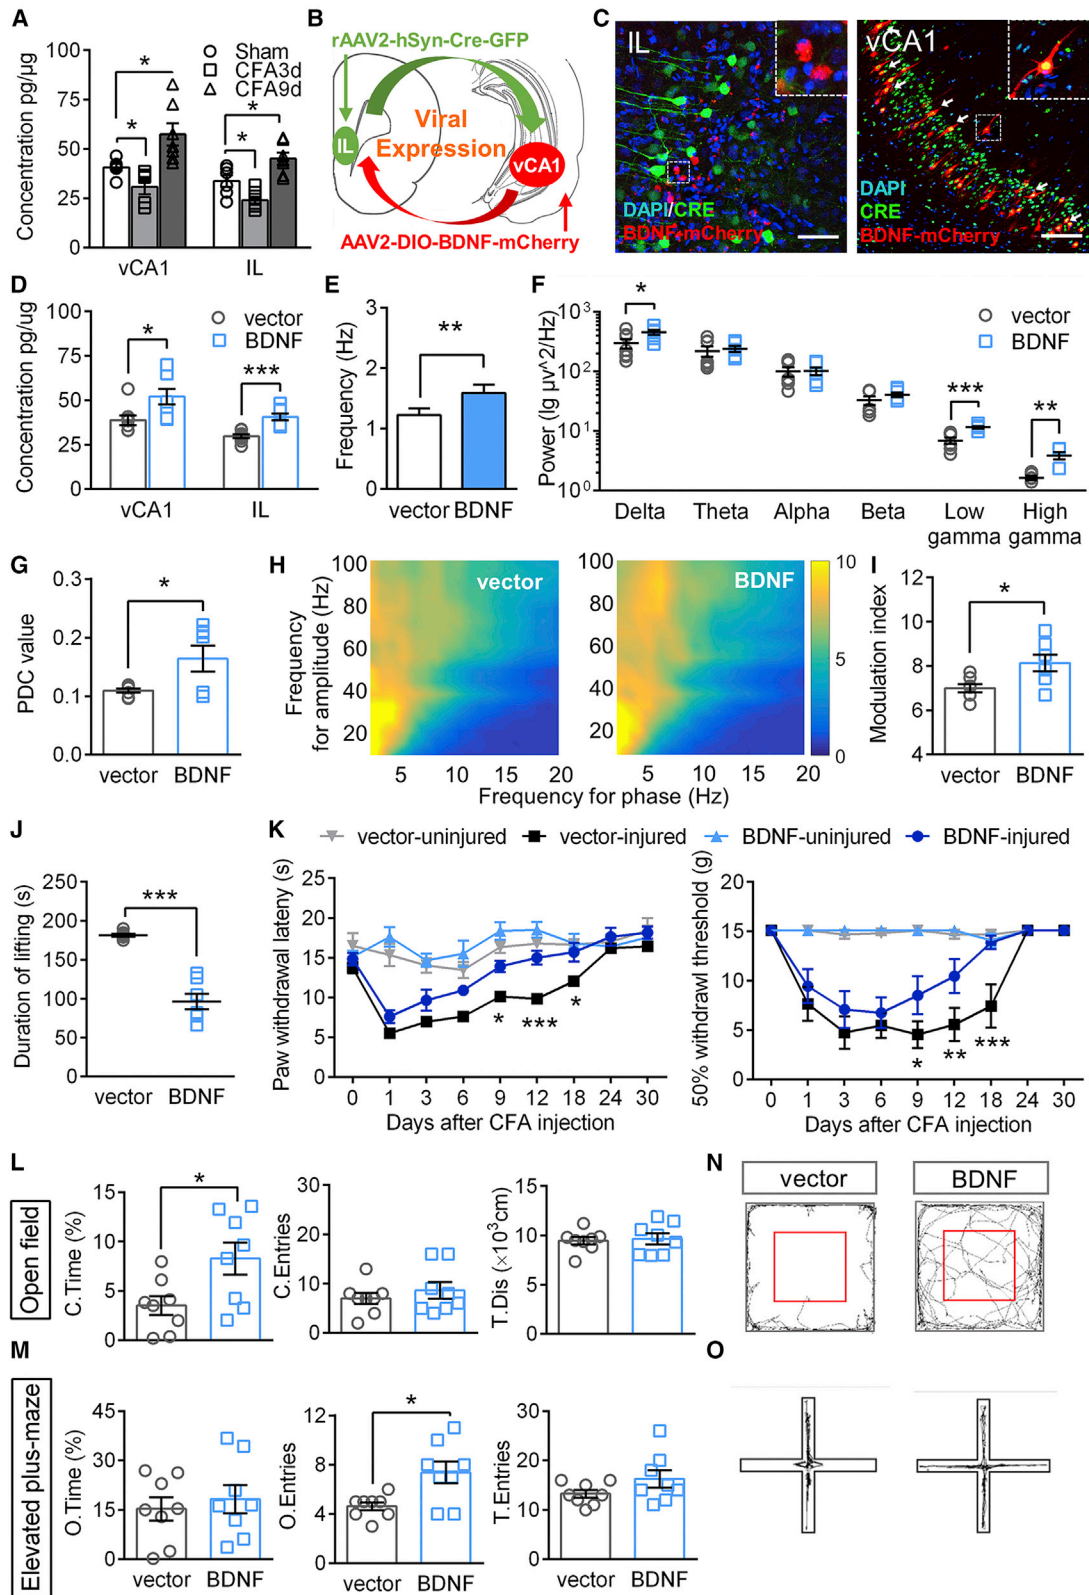 A
Concentration pg/µg
100
75
50
25
0
Sham
CFA3d
CFA9d
*
*
*
*
vCA1
IL
B
rAAV2-hSyn-Cre-GFP
IL
Viral
Expression
vCA1
AAV2-DIO-BDNF-mCherry
C
IL
DAPI/CRE
BDNF-mCherry
vCA1
DAPI
CRE
BDNF-mCherry
D
Concentration pg/ug
100
75
50
25
0
vector
BDNF
*
***
vCA1
IL
E
Frequency (Hz)
3
2
1
0
**
vector BDNF
F
Power (lg µv^2/Hz)
10³
10²
10¹
10⁰
vector
BDNF
*
***
**
Delta
Theta
Alpha
Beta
Low
gamma
High
gamma
G
PDC value
0.3
0.2
0.1
0.0
*
vector
BDNF
H
Frequency
for amplitude (Hz)
100
80
60
40
20
vector
BDNF
10
5
0
5
10
15
20
5
10
15
20
Frequency for phase (Hz)
I
Modulation index
12
10
8
6
4
*
vector
BDNF
J
Duration of lifting (s)
250
200
150
100
50
0
***
vector
BDNF
K
vector-uninjured
vector-injured
BDNF-uninjured
BDNF-injured
Paw withdrawal lateny (s)
25
20
15
10
5
0
*
***
*
0 1 3 6 9 12 18 24 30
Days after CFA injection
50% withdrawl threshold (g)
20
15
10
5
0
*
**
***
0 1 3 6 9 12 18 24 30
Days after CFA injection
L
Open field
C.Time (%)
15
10
5
0
*
C.Entries
30
20
10
0
T.Dis (×10³cm)
15
10
5
0
N
vector
BDNF
M
Elevated plus-maze
O.Time (%)
45
30
15
0
vector
BDNF
O.Entries
12
8
4
0
*
vector
BDNF
T.Entries
30
20
10
0
vector
BDNF
O